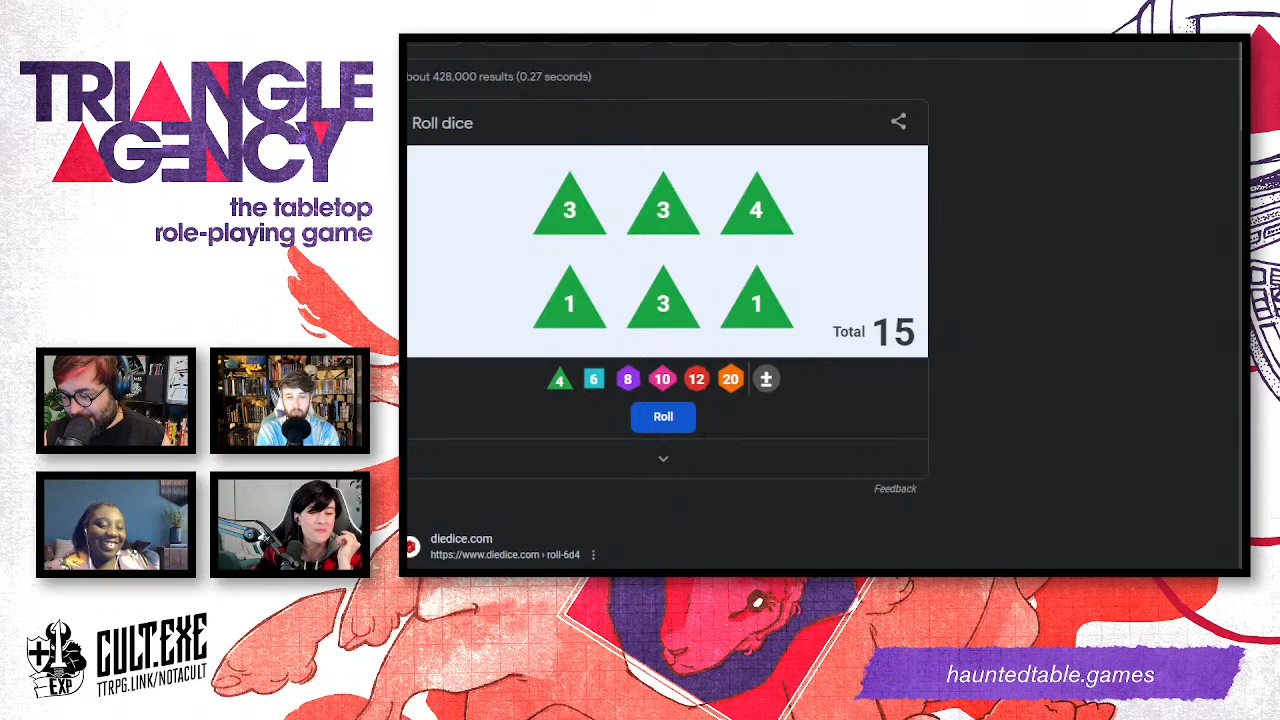 TRIANGLE
AGENCY
the tabletop
role-playing game
bout 428,000 results (0.27 seconds)
Roll dice
3 3 4
1 3 1
Total 15
4 6 8 10 12 20 ±
Roll
Feedback
diedice.com
https://www.diedice.com › roll-6d4
EXP
CULT.EXE
TTRPG.LINK/NOTACULT
hauntedtable.games